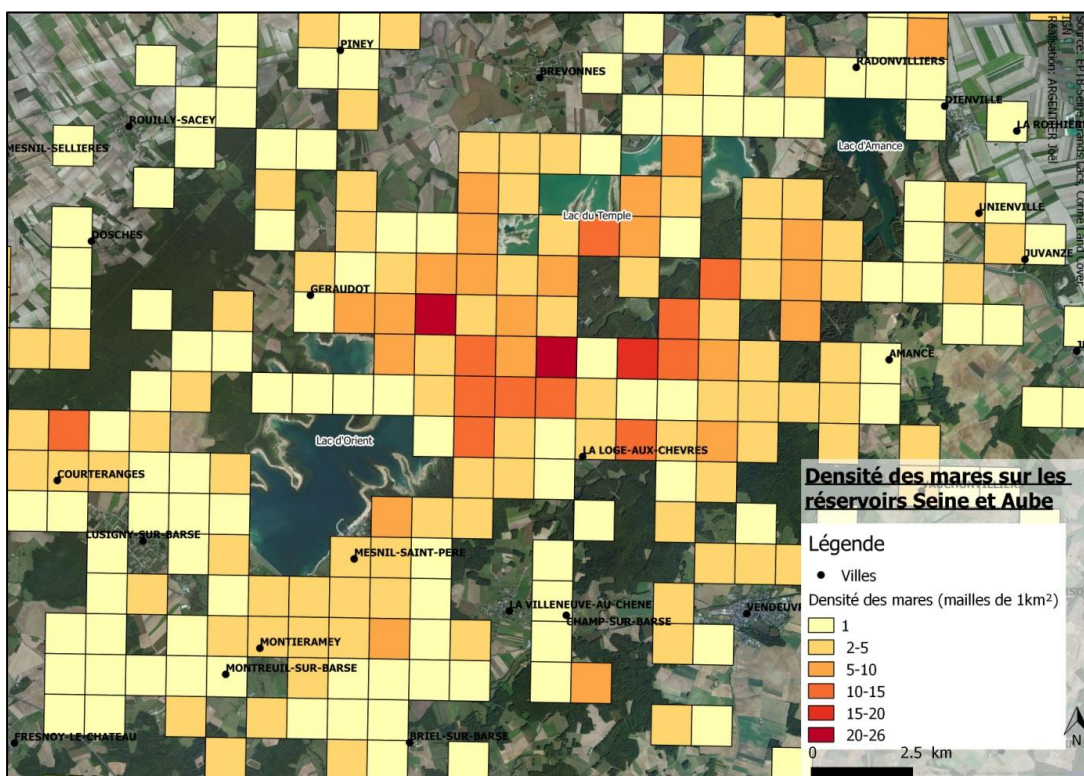 PINEY
BREVONNES
RADONVILLIERS
DIENVILLE
ROUILLY-SACEY
LA ROTHIERE
MESNIL-SELLIERES
Lac d'Amance
Lac du Temple
UNIENVILLE
DOSCHES
JUVANZE
GERAUDOT
AMANCE
Lac d'Orient
LA LOGE-AUX-CHEVRES
COURTERANGES
LUSIGNY-SUR-BARSE
MESNIL-SAINT-PERE
LA VILLENEUVE-AU-CHENE
CHAMP-SUR-BARSE
MONTIERAMEY
MONTREUIL-SUR-BARSE
FRESNOY-LE-CHATEAU
BRIEL-SUR-BARSE
Densité des mares sur les
réservoirs Seine et Aube
Légende
Villes
Densité des mares (mailles de 1km²)
1
2-5
5-10
10-15
15-20
20-26
0 2.5 km
N
Réalisation: ARGENTIER Joël